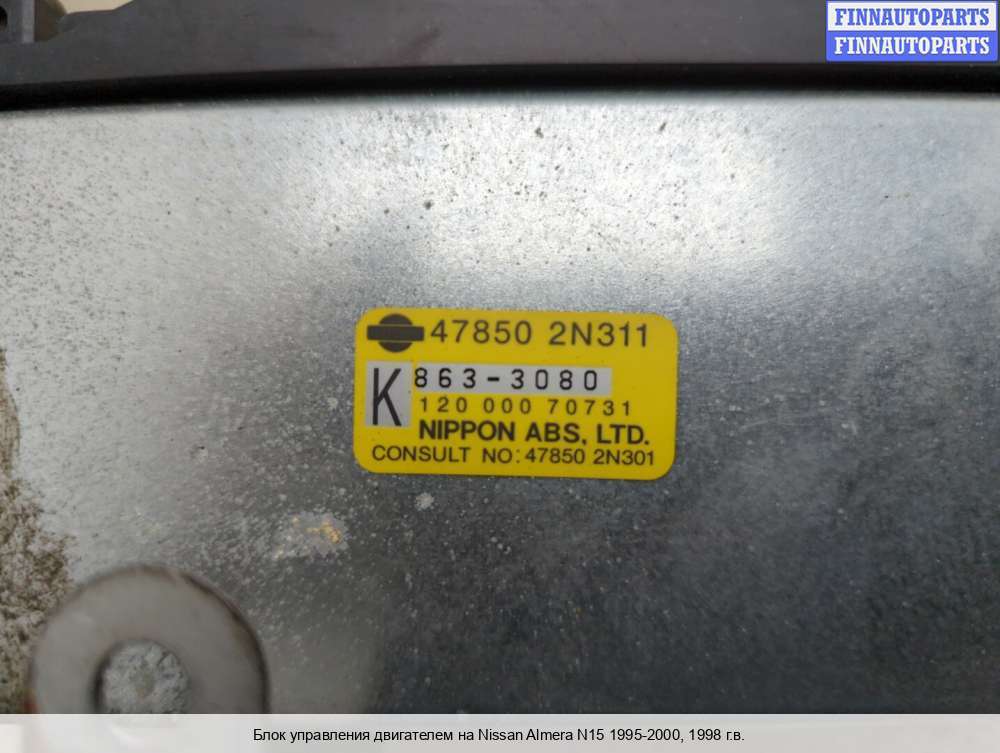 FINNAUTOPARTS
FINNAUTOPARTS
47850 2N311
K 863-3080
120 000 70731
NIPPON ABS, LTD.
CONSULT NO: 47850 2N301
Блок управления двигателем на Nissan Almera N15 1995-2000, 1998 г.в.